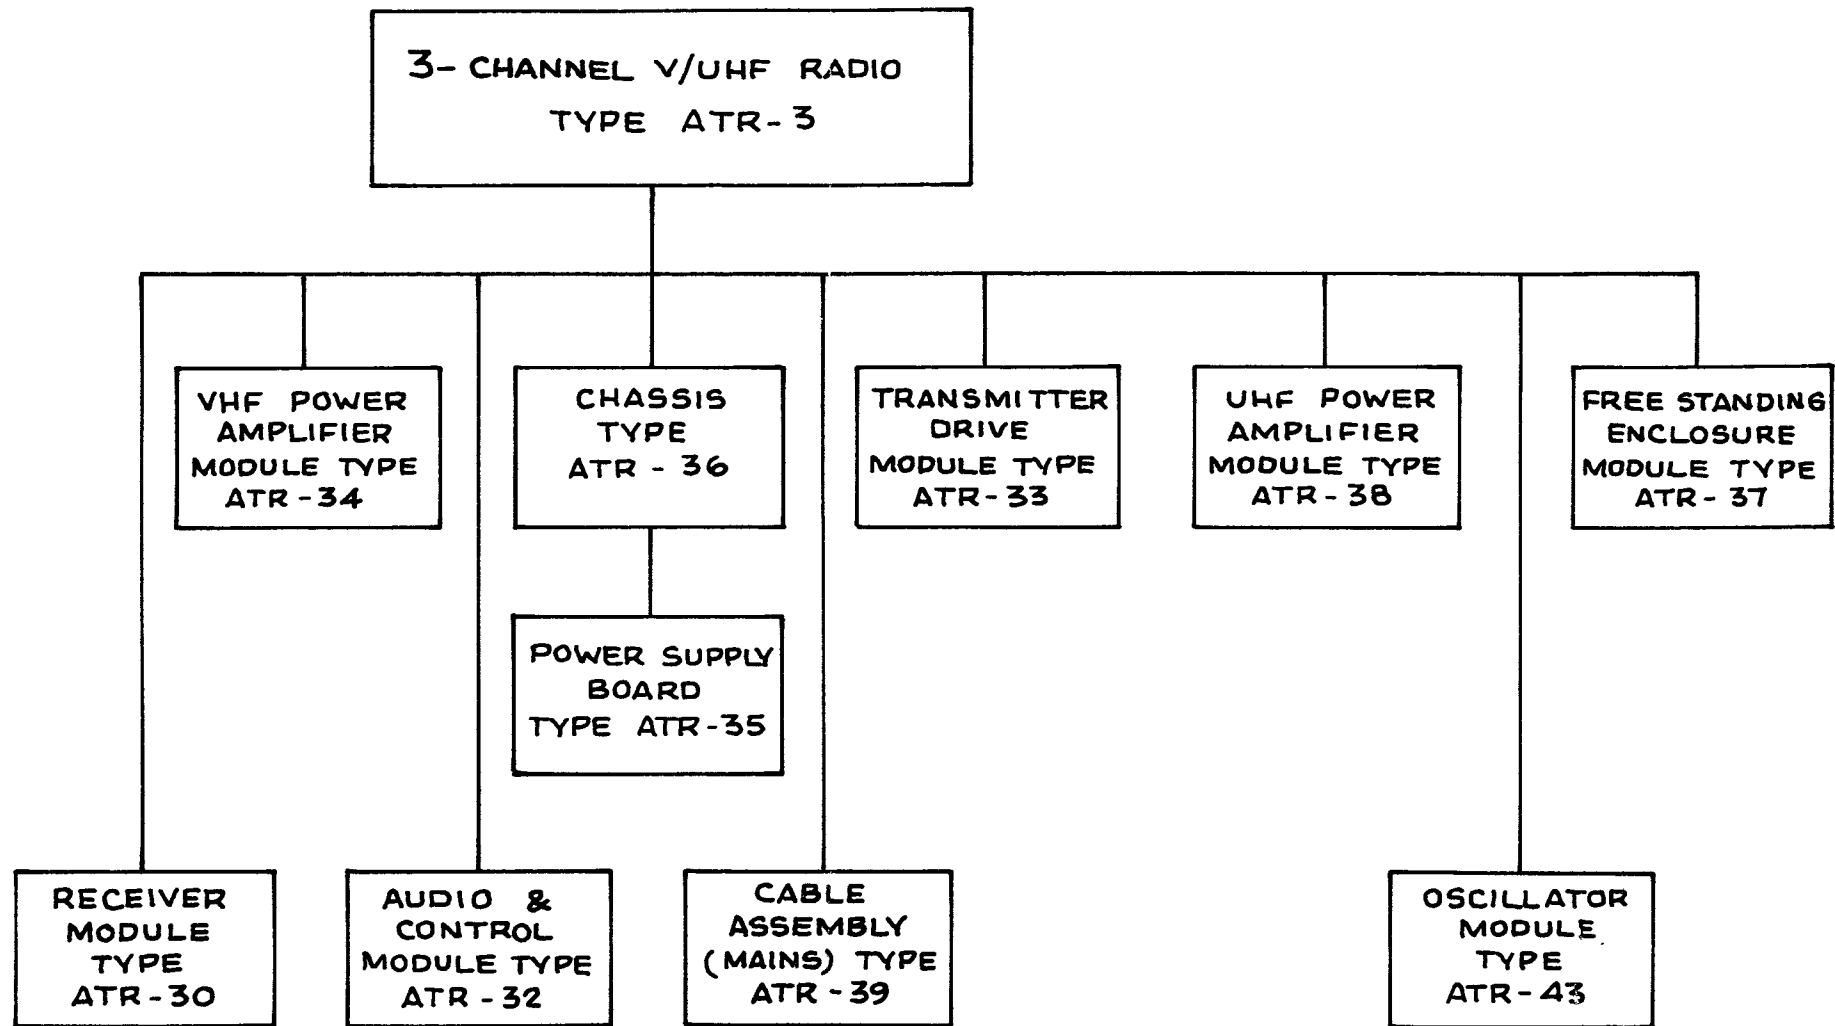 3- CHANNEL V/UHF RADIO
TYPE ATR-3
VHF POWER
AMPLIFIER
MODULE TYPE
ATR-34
CHASSIS
TYPE
ATR - 36
TRANSMITTER
DRIVE
MODULE TYPE
ATR-33
UHF POWER
AMPLIFIER
MODULE TYPE
ATR- 38
FREE STANDING
ENCLOSURE
MODULE TYPE
ATR- 37
POWER SUPPLY
BOARD
TYPE ATR-35
RECEIVER
MODULE
TYPE
ATR-30
AUDIO &
CONTROL
MODULE TYPE
ATR-32
CABLE
ASSEMBLY
(MAINS) TYPE
ATR -39
OSCILLATOR
MODULE
TYPE
ATR-43